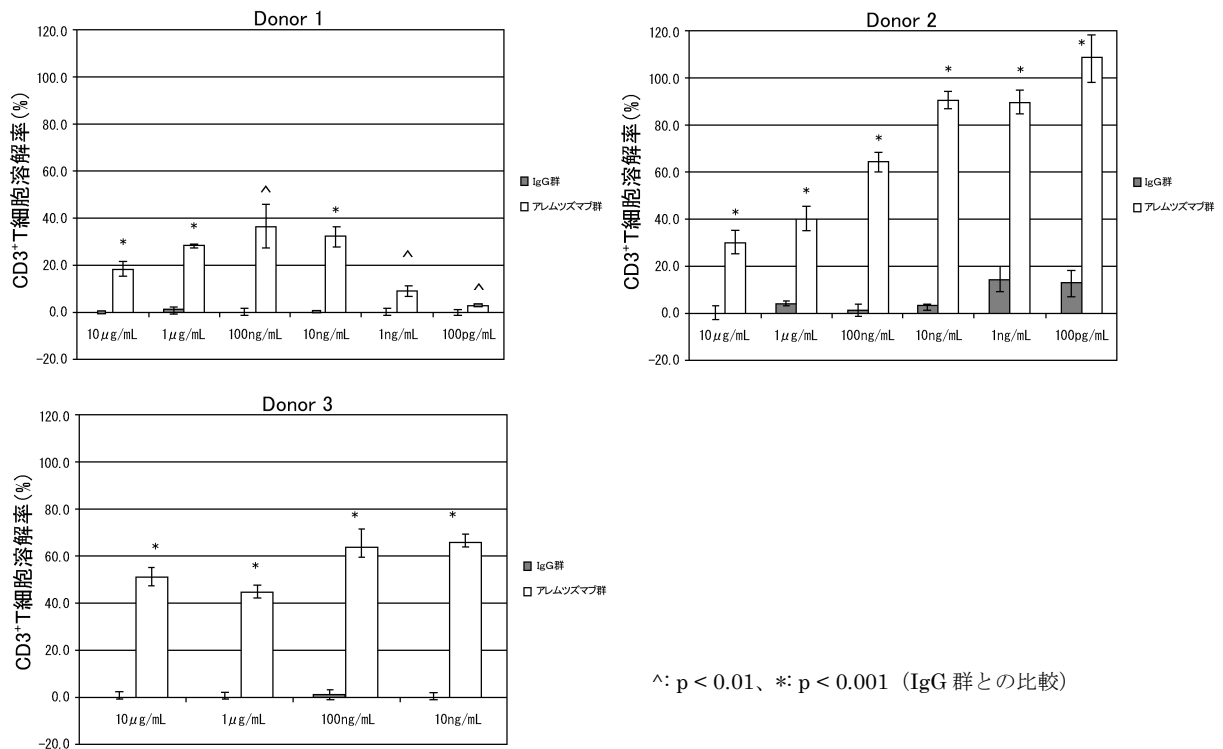 Donor 1
CD3⁺T細胞溶解率(%)
120.0
100.0
80.0
60.0
40.0
20.0
0.0
-20.0
* * ^ * ^ ^
10μg/mL 1μg/mL 100ng/mL 10ng/mL 1ng/mL 100pg/mL
IgG群
アレムツズマブ群
Donor 2
CD3⁺T細胞溶解率(%)
120.0
100.0
80.0
60.0
40.0
20.0
0.0
-20.0
* * * * * *
10μg/mL 1μg/mL 100ng/mL 10ng/mL 1ng/mL 100pg/mL
IgG群
アレムツズマブ群
Donor 3
CD3⁺T細胞溶解率(%)
120.0
100.0
80.0
60.0
40.0
20.0
0.0
-20.0
* * * *
10μg/mL 1μg/mL 100ng/mL 10ng/mL
IgG群
アレムツズマブ群
^: p < 0.01、*: p < 0.001（IgG 群との比較）